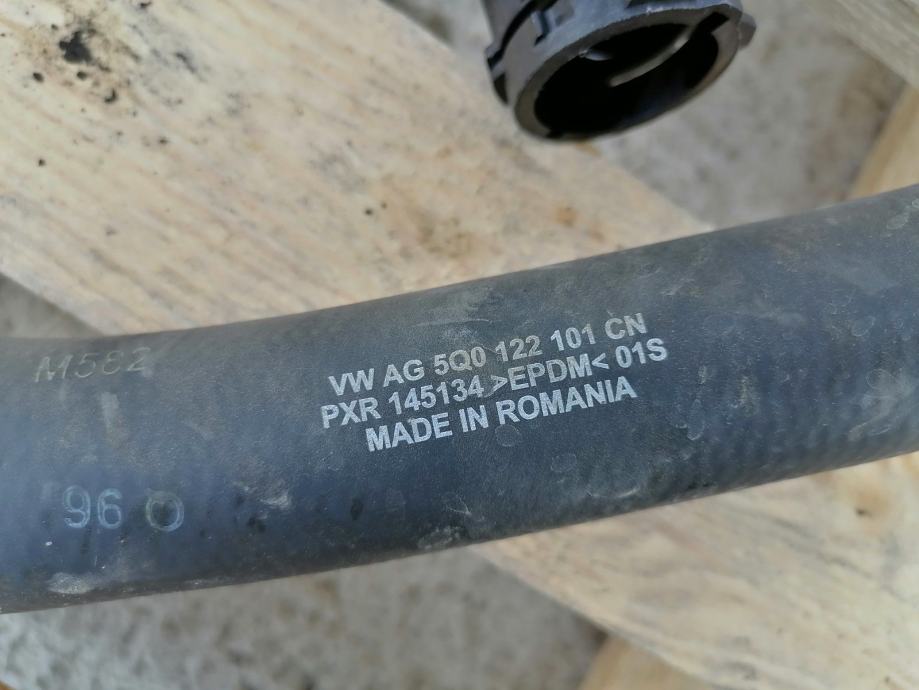 M582
VW AG 5Q0 122 101 CN
PXR 145134 >EPDM< 01S
MADE IN ROMANIA
96 O